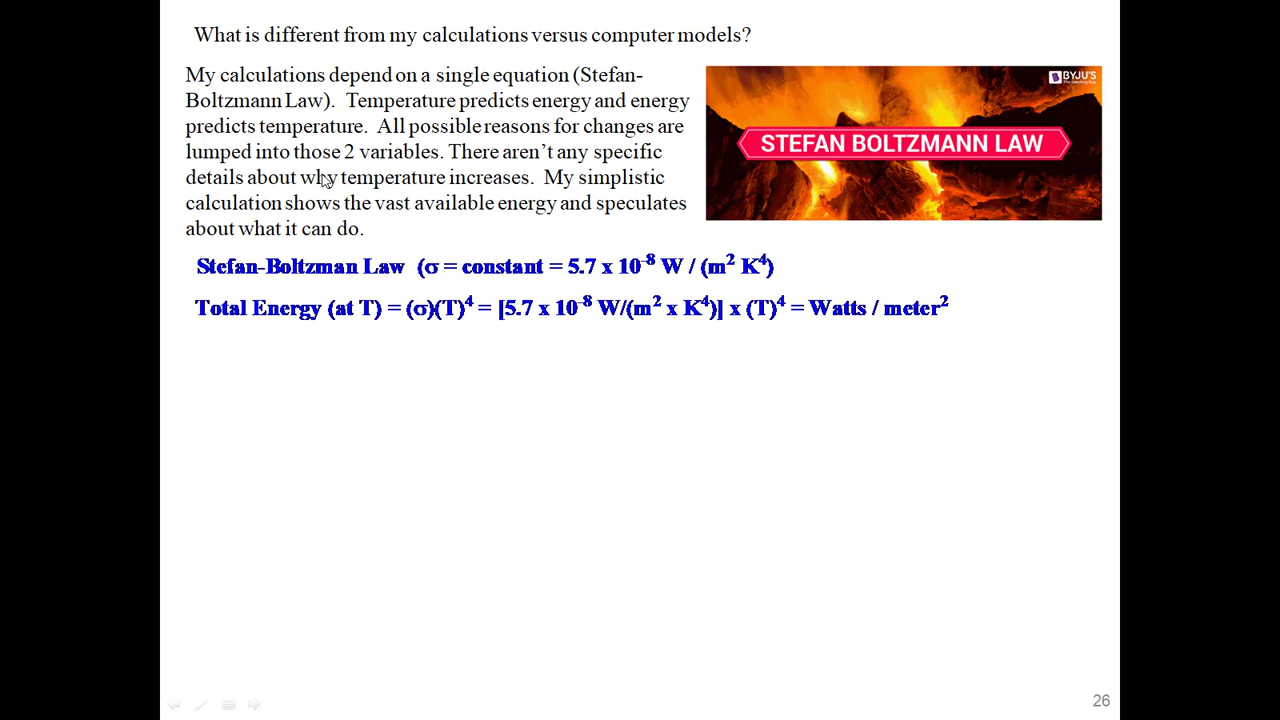 What is different from my calculations versus computer models?
My calculations depend on a single equation (Stefan-
Boltzmann Law).  Temperature predicts energy and energy
predicts temperature.  All possible reasons for changes are
lumped into those 2 variables. There aren't any specific
details about why temperature increases.  My simplistic
calculation shows the vast available energy and speculates
about what it can do.
BYJU'S
The Learning App
STEFAN BOLTZMANN LAW
Stefan-Boltzman Law  (σ = constant = 5.7 x 10⁻⁸ W / (m² K⁴)
Total Energy (at T) = (σ)(T)⁴ = [5.7 x 10⁻⁸ W/(m² x K⁴)] x (T)⁴ = Watts / meter²
26